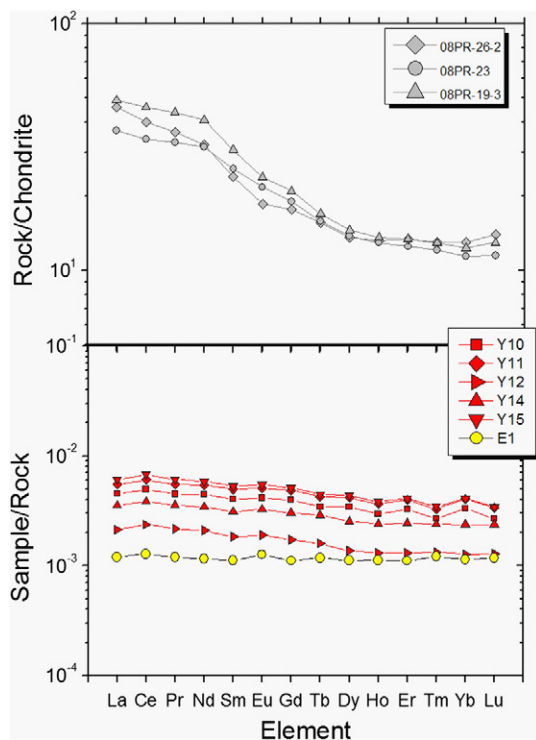 10²
08PR-26-2
08PR-23
08PR-19-3
Rock/Chondrite
10¹
10⁻¹
Y10
Y11
Y12
Y14
Y15
E1
10⁻²
Sample/Rock
10⁻³
10⁻⁴
La Ce Pr Nd Sm Eu Gd Tb Dy Ho Er Tm Yb Lu
Element